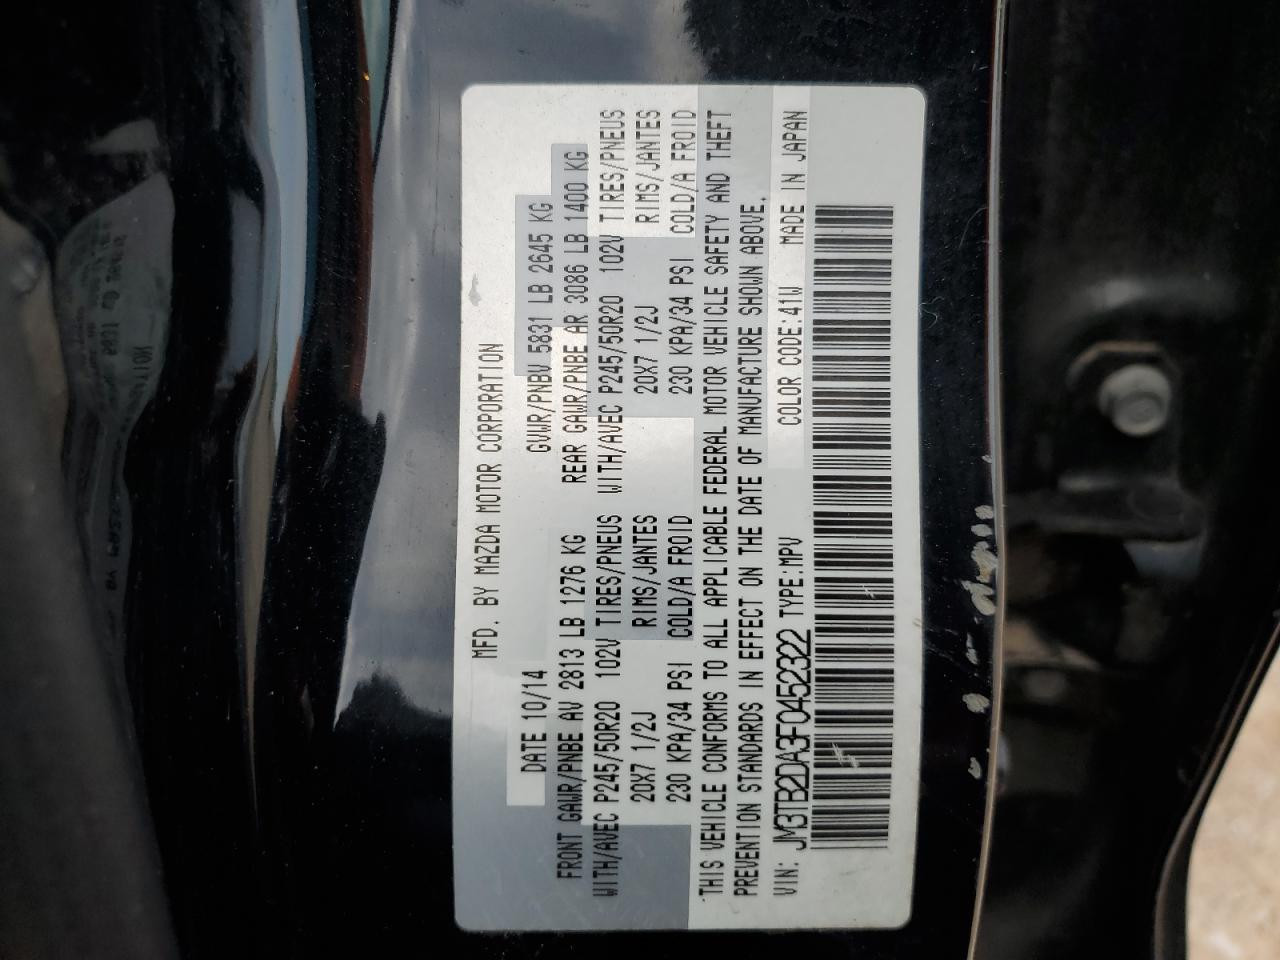 MFD. BY MAZDA MOTOR CORPORATION
DATE 10/14 GVWR/PNBV 5831 LB 2645 KG
FRONT GAWR/PNBE AV 2813 LB 1276 KG REAR GAWR/PNBE AR 3086 LB 1400 KG
WITH/AVEC P245/50R20 102V TIRES/PNEUS WITH/AVEC P245/50R20 102V TIRES/PNEUS
20X7 1/2J RIMS/JANTES 20X7 1/2J RIMS/JANTES
230 KPA/34 PSI COLD/A FROID 230 KPA/34 PSI COLD/A FROID
THIS VEHICLE CONFORMS TO ALL APPLICABLE FEDERAL MOTOR VEHICLE SAFETY AND THEFT
PREVENTION STANDARDS IN EFFECT ON THE DATE OF MANUFACTURE SHOWN ABOVE.
VIN: JM3TB2DA3F0452322 TYPE:MPV COLOR CODE:41W MADE IN JAPAN